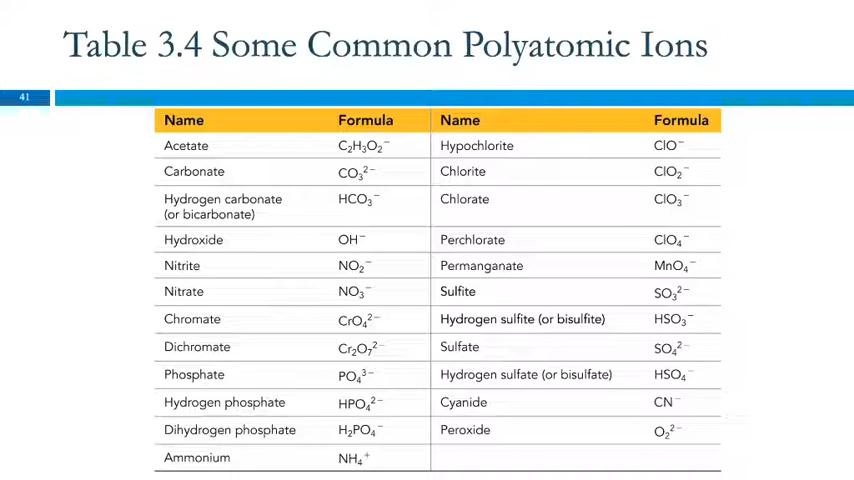 Table 3.4 Some Common Polyatomic Ions
41
Name Formula Name Formula
Acetate C₂H₃O₂⁻ Hypochlorite ClO⁻
Carbonate CO₃²⁻ Chlorite ClO₂⁻
Hydrogen carbonate HCO₃⁻ Chlorate ClO₃⁻
(or bicarbonate)
Hydroxide OH⁻ Perchlorate ClO₄⁻
Nitrite NO₂⁻ Permanganate MnO₄⁻
Nitrate NO₃⁻ Sulfite SO₃²⁻
Chromate CrO₄²⁻ Hydrogen sulfite (or bisulfite) HSO₃⁻
Dichromate Cr₂O₇²⁻ Sulfate SO₄²⁻
Phosphate PO₄³⁻ Hydrogen sulfate (or bisulfate) HSO₄⁻
Hydrogen phosphate HPO₄²⁻ Cyanide CN⁻
Dihydrogen phosphate H₂PO₄⁻ Peroxide O₂²⁻
Ammonium NH₄⁺